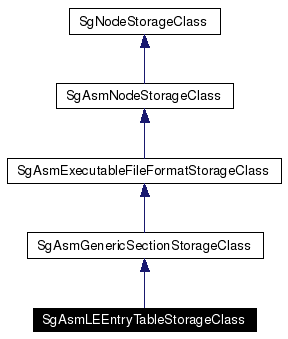 SgNodeStorageClass
SgAsmNodeStorageClass
SgAsmExecutableFileFormatStorageClass
SgAsmGenericSectionStorageClass
SgAsmLEEntryTableStorageClass